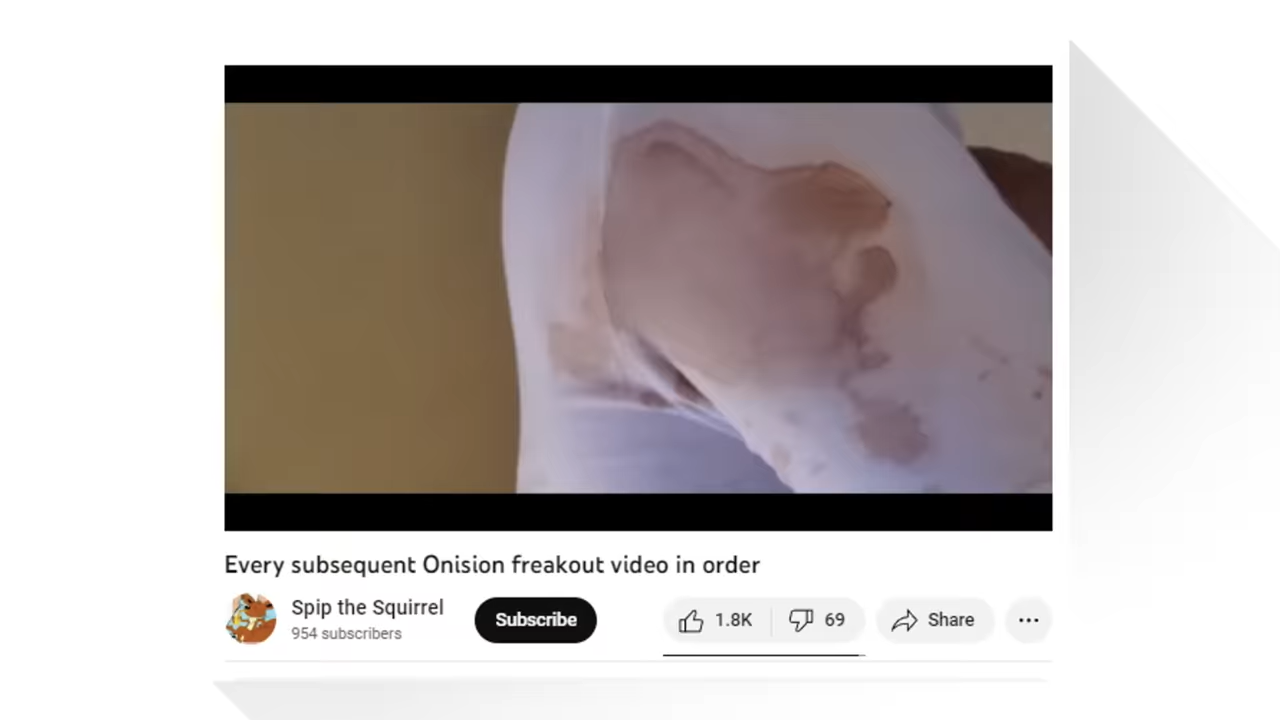 Every subsequent Onision freakout video in order
Spip the Squirrel
954 subscribers
Subscribe
1.8K
69
Share